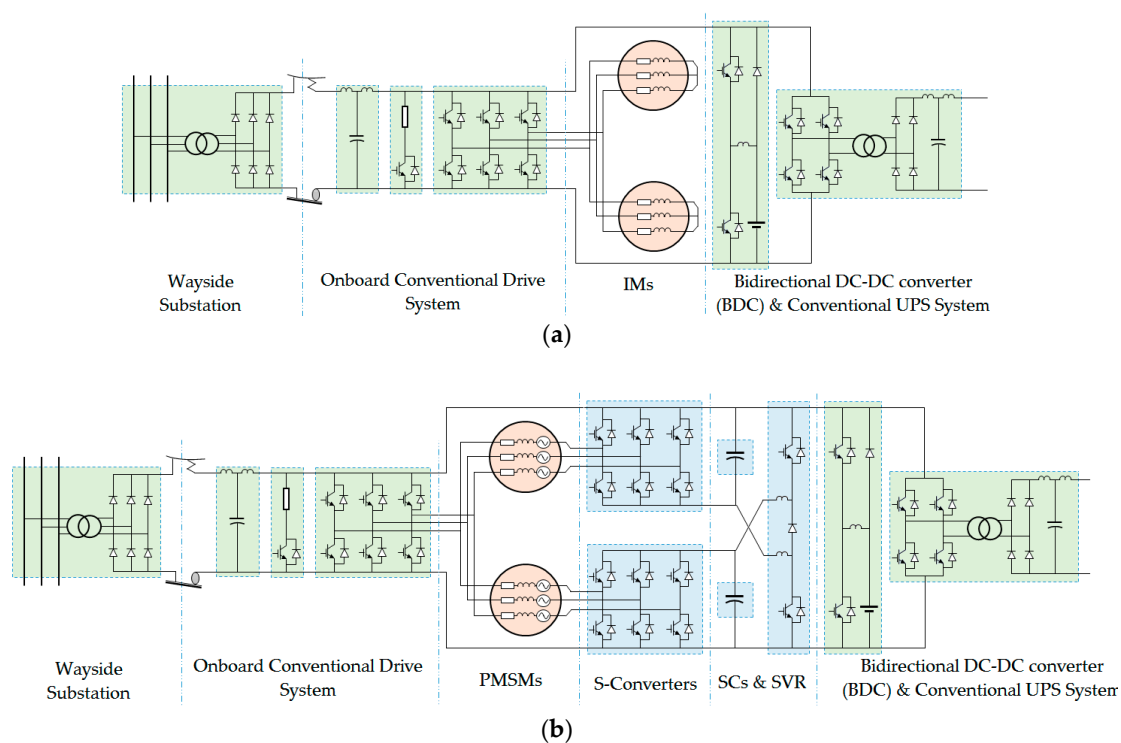 Wayside
Substation
Onboard Conventional Drive
System
IMs
Bidirectional DC-DC converter
(BDC) & Conventional UPS System
(a)
Wayside
Substation
Onboard Conventional Drive
System
PMSMs
S-Converters
SCs & SVR
Bidirectional DC-DC converter
(BDC) & Conventional UPS System
(b)